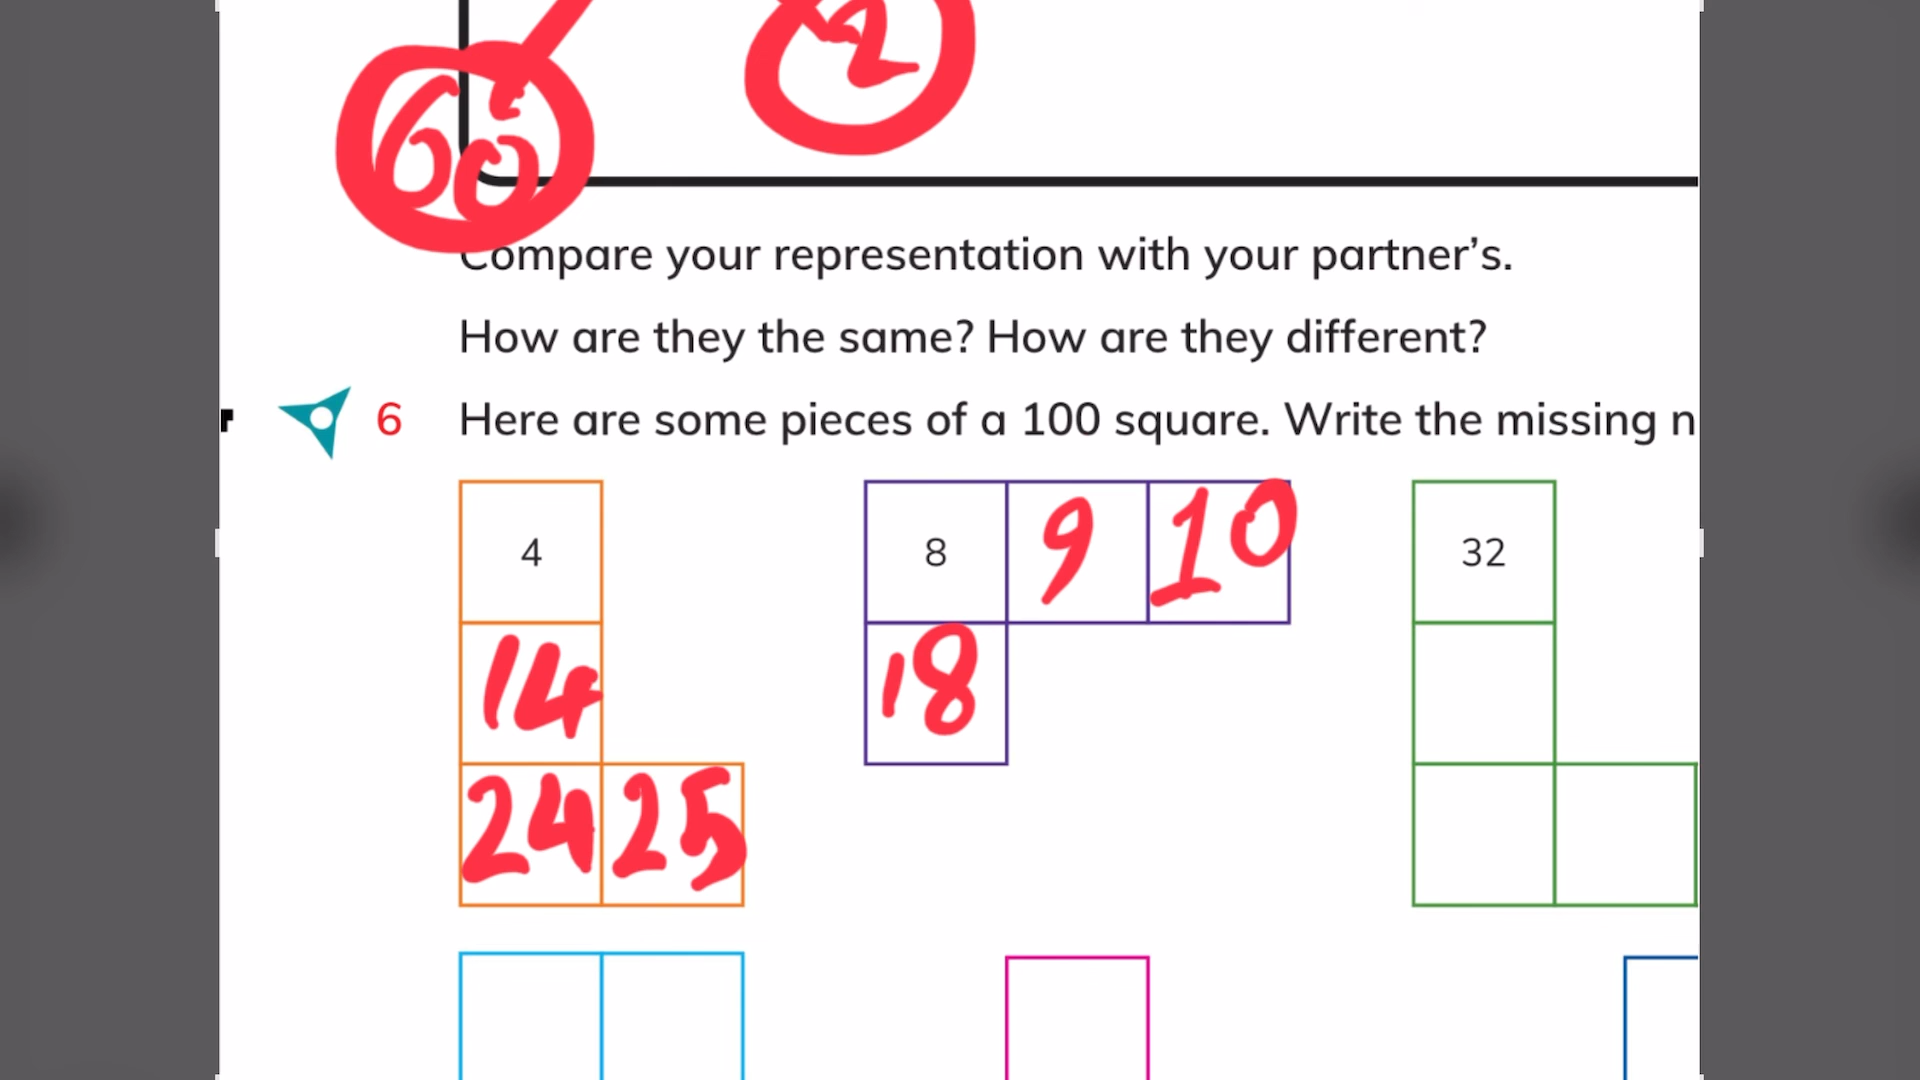 2
60
Compare your representation with your partner's.
How are they the same? How are they different?
6 Here are some pieces of a 100 square. Write the missing
4 8 9 10 32
14 18
24 25